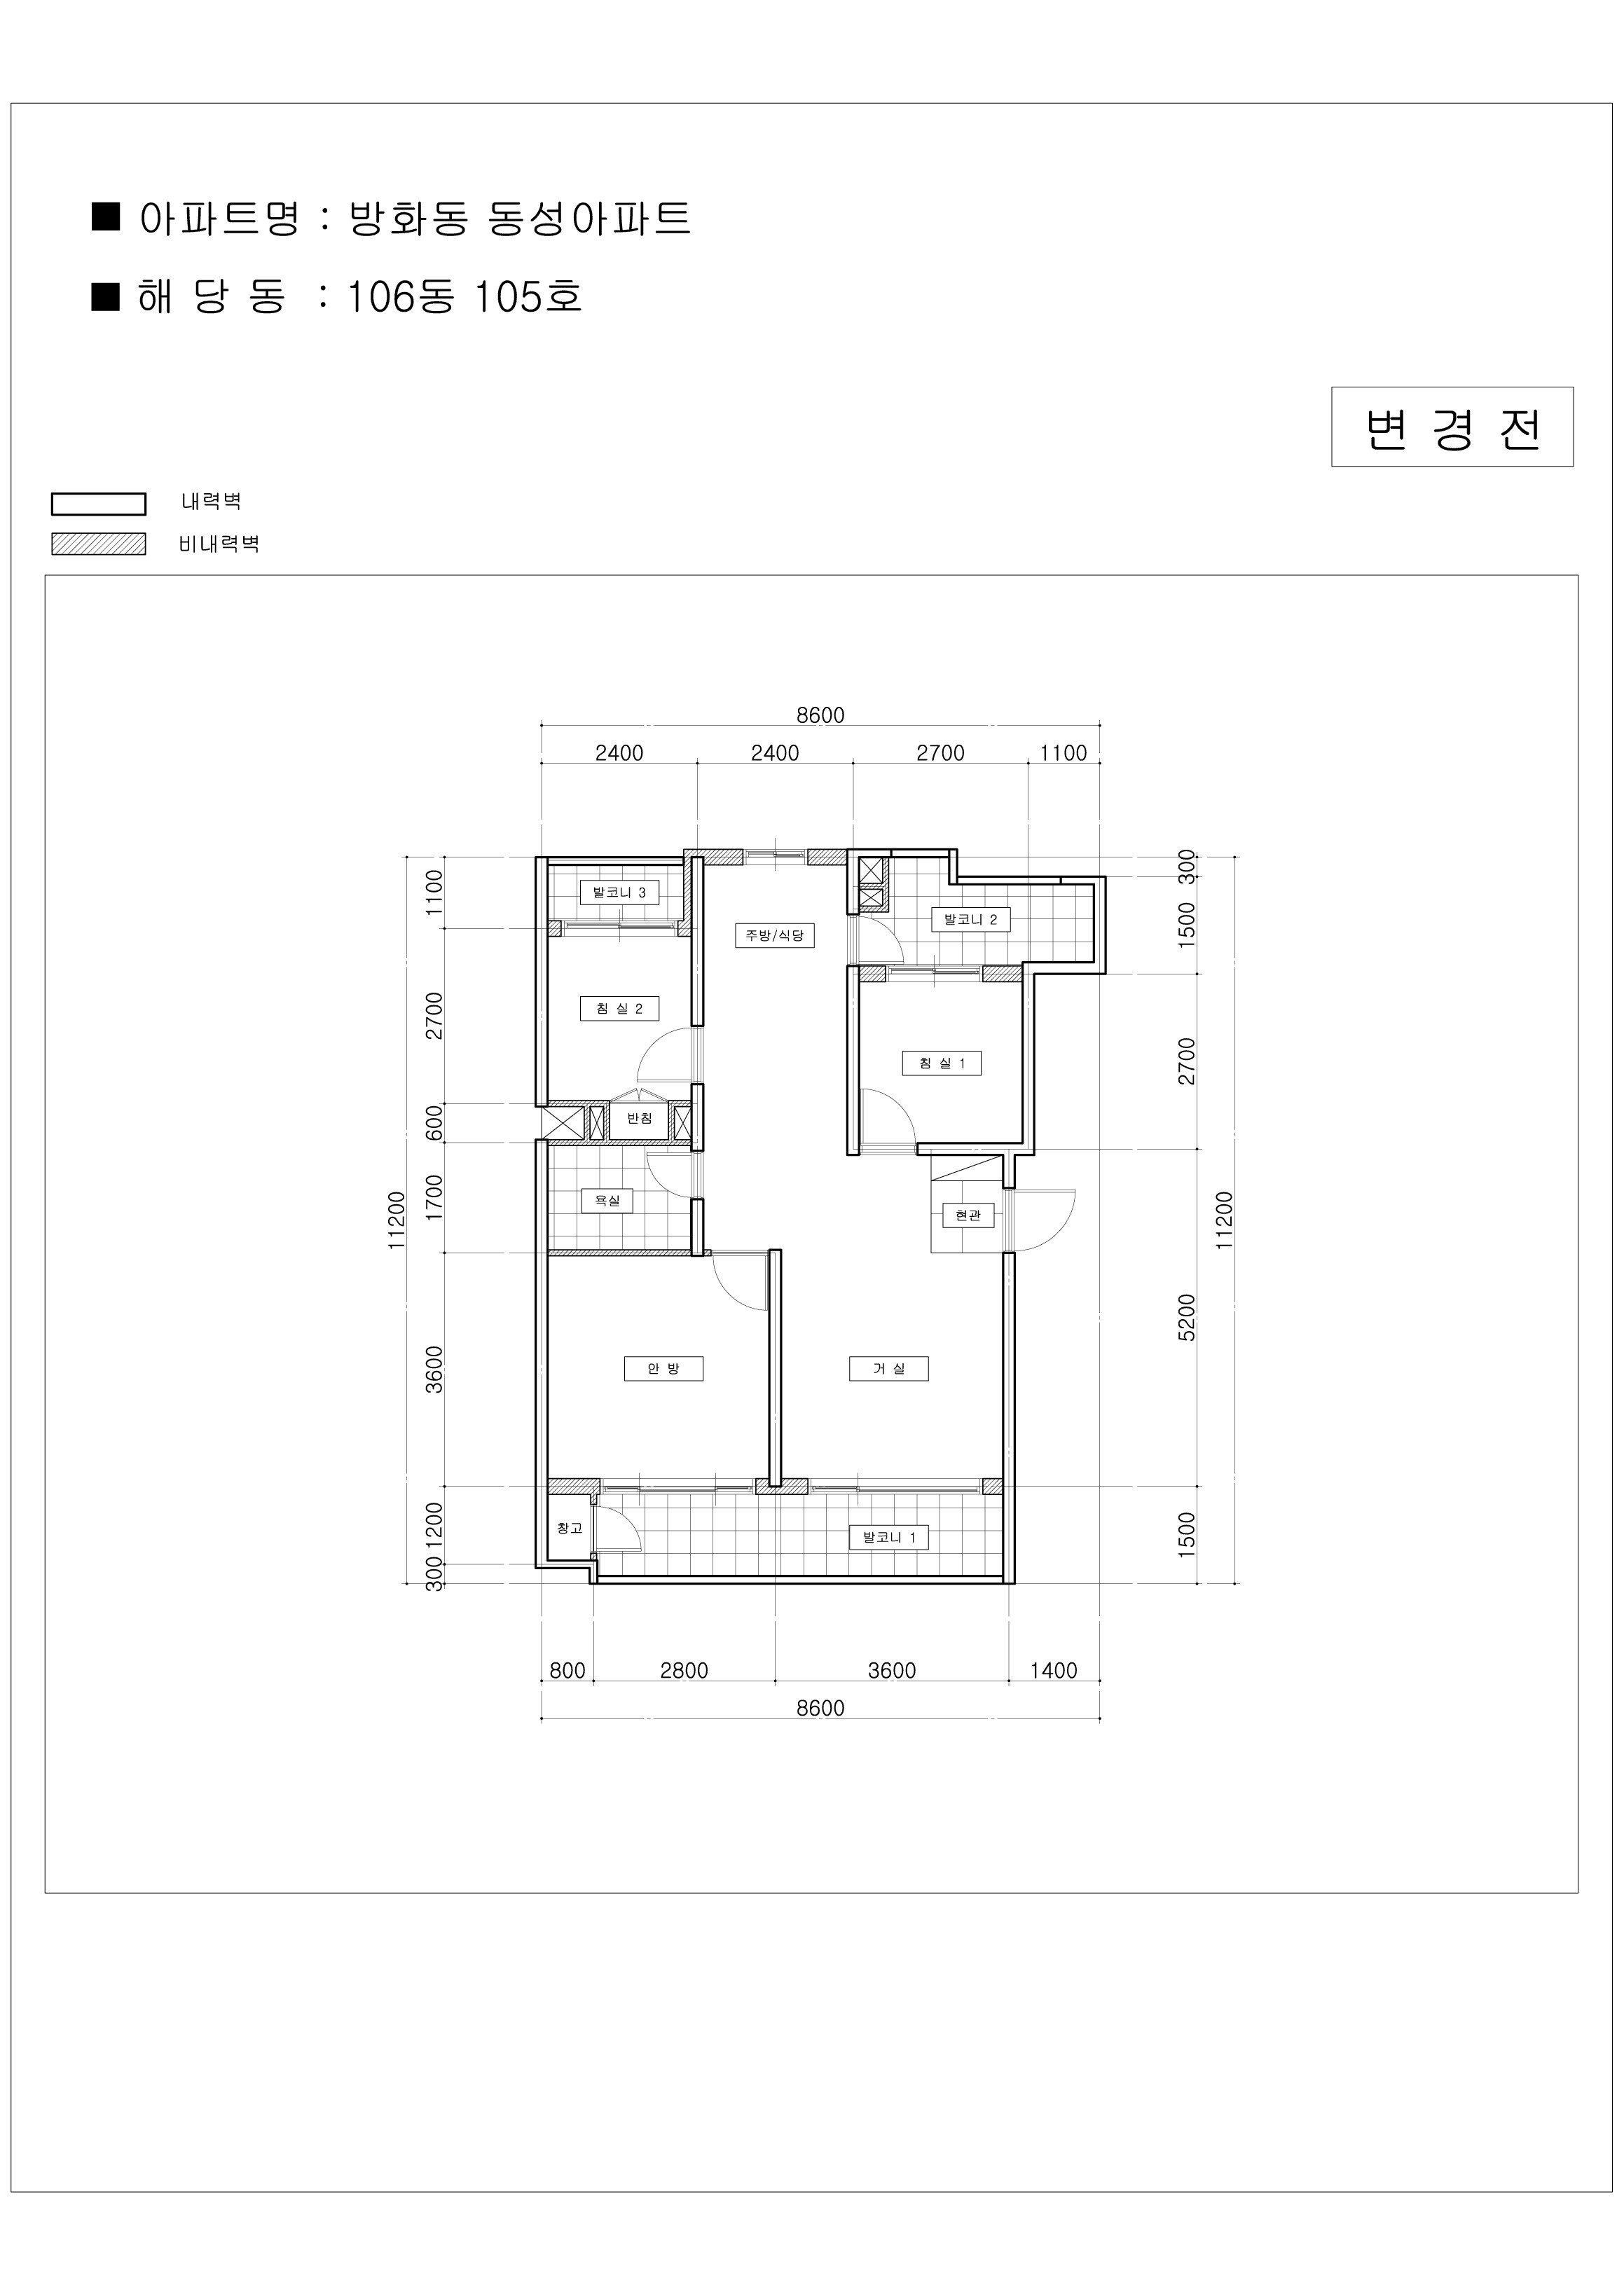 ■ 아파트명 : 방화동 동성아파트
■ 해 당 동 : 106동 105호
변 경 전
내력벽
비내력벽
8600
2400 2400 2700 1100
1100
2700
600
1700
3600
1200
300
11200
300
1500
2700
5200
1500
11200
발코니 3
발코니 2
주방/식당
침 실 2
침 실 1
반침
욕실
현관
안 방
거 실
창고
발코니 1
800 2800 3600 1400
8600